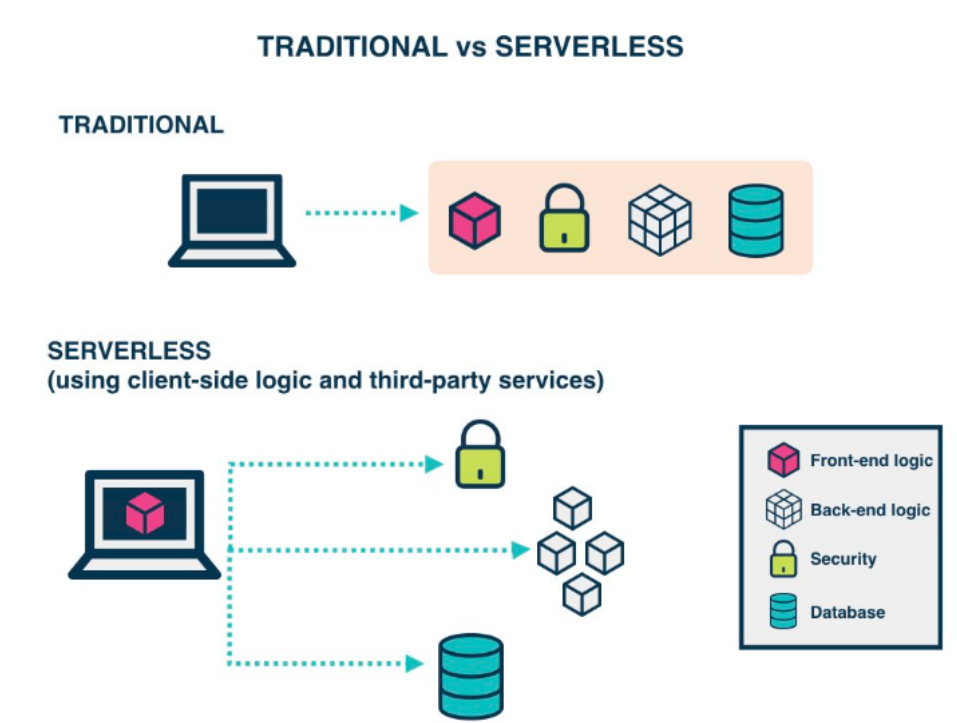 TRADITIONAL vs SERVERLESS
TRADITIONAL
SERVERLESS
(using client-side logic and third-party services)
Front-end logic
Back-end logic
Security
Database